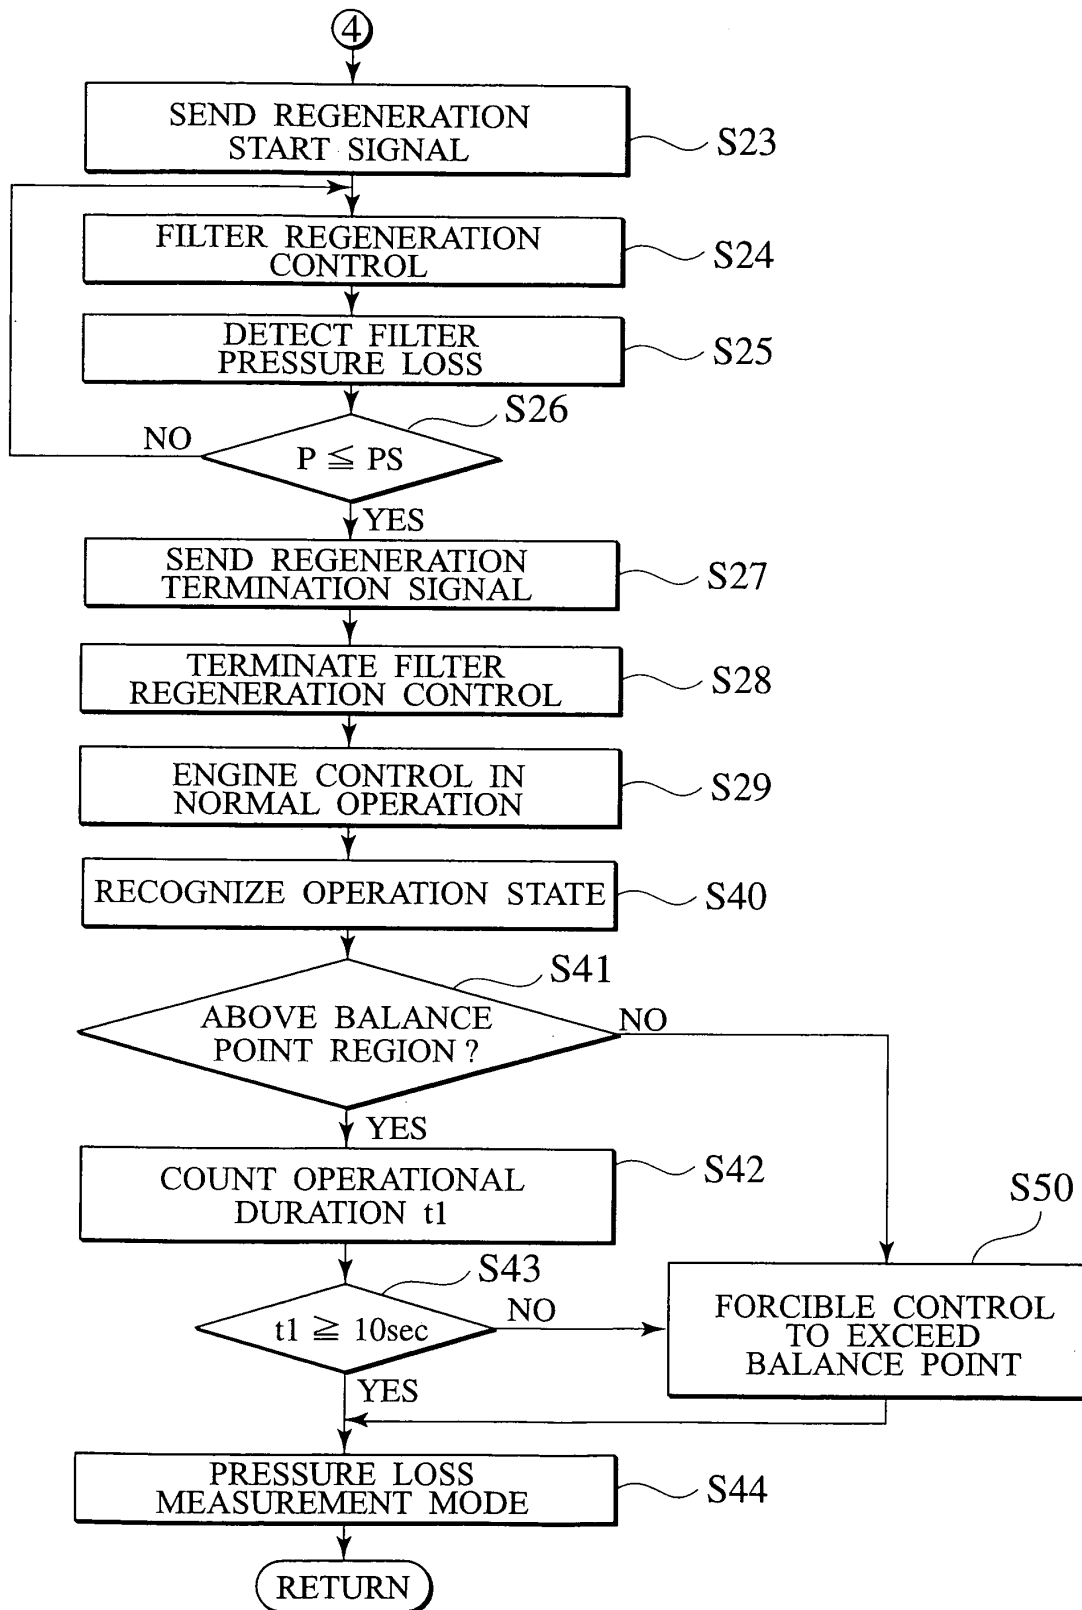 4
SEND REGENERATION
START SIGNAL
S23
FILTER REGENERATION
CONTROL
S24
DETECT FILTER
PRESSURE LOSS
S25
S26
NO
P ≦ PS
YES
SEND REGENERATION
TERMINATION SIGNAL
S27
TERMINATE FILTER
REGENERATION CONTROL
S28
ENGINE CONTROL IN
NORMAL OPERATION
S29
RECOGNIZE OPERATION STATE
S40
S41
ABOVE BALANCE
POINT REGION ?
NO
YES
COUNT OPERATIONAL
DURATION t1
S42
S50
S43
t1 ≧ 10sec
NO
FORCIBLE CONTROL
TO EXCEED
BALANCE POINT
YES
PRESSURE LOSS
MEASUREMENT MODE
S44
RETURN